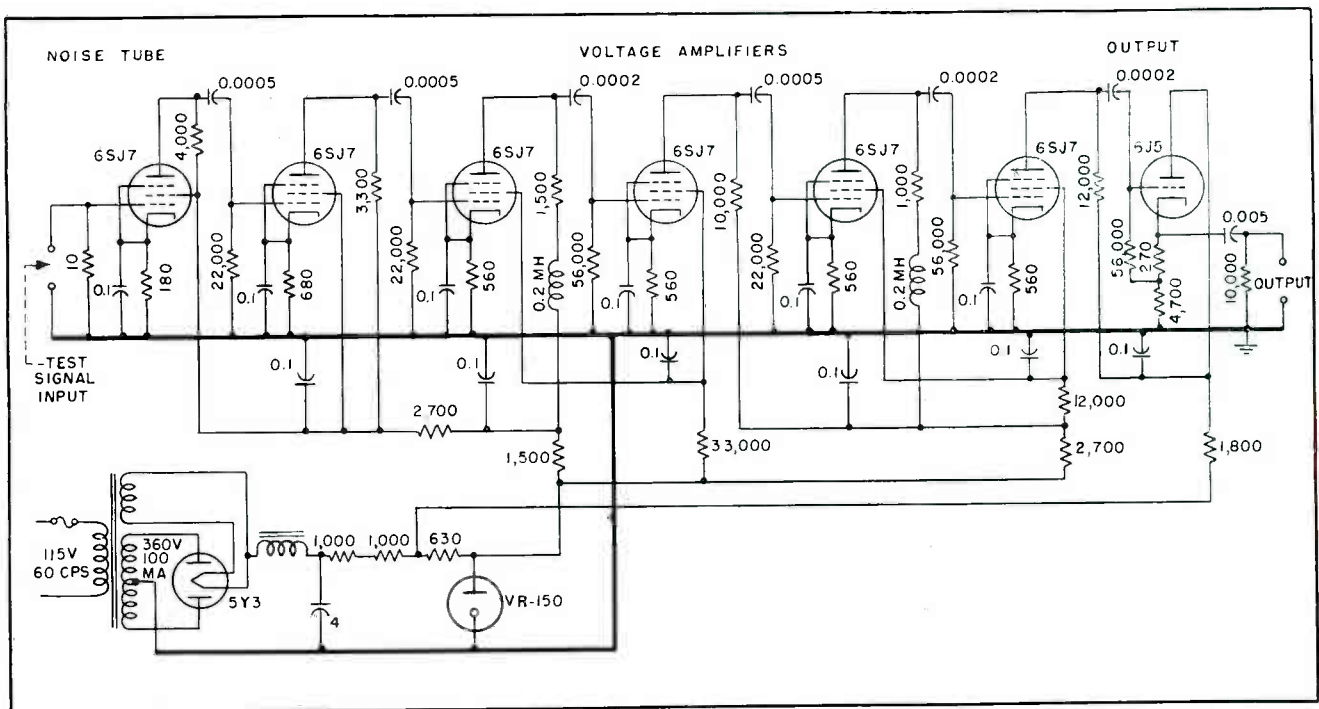 NOISE TUBE
VOLTAGE AMPLIFIERS
OUTPUT
0.0005
0.0005
0.0002
0.0005
0.0002
0.0002
6SJ7
4,000
6SJ7
3,300
6SJ7
1,500
6SJ7
10,000
6SJ7
1,000
6SJ7
12,000
6J5
0.005
10
0.1
180
22,000
0.1
680
22,000
0.1
560
0.2 MH
56,000
0.1
560
22,000
0.1
560
0.2 MH
56,000
0.1
560
56,000
270
4,700
10,000
OUTPUT
TEST
SIGNAL
INPUT
0.1
0.1
0.1
0.1
0.1
0.1
2700
1,500
33,000
12,000
2,700
1,800
115V
60 CPS
360V
100
MA
5Y3
1,000
1,000
630
4
VR-150